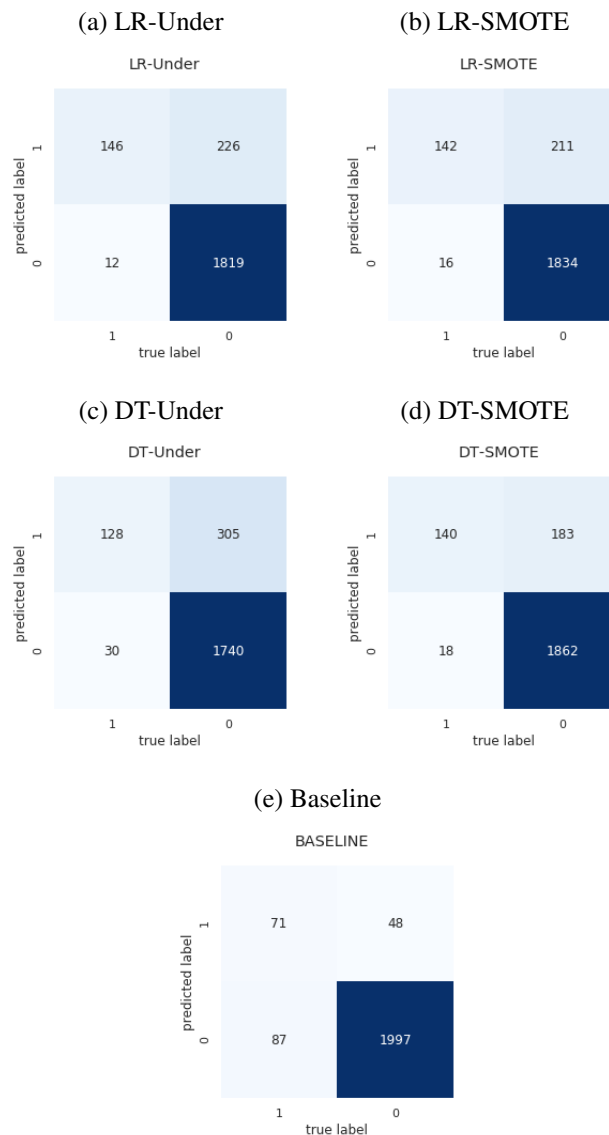 (a) LR-Under
(b) LR-SMOTE
LR-Under
LR-SMOTE
predicted label
1
146
226
0
12
1819
1
0
true label
predicted label
1
142
211
0
16
1834
1
0
true label
(c) DT-Under
(d) DT-SMOTE
DT-Under
DT-SMOTE
predicted label
1
128
305
0
30
1740
1
0
true label
predicted label
1
140
183
0
18
1862
1
0
true label
(e) Baseline
BASELINE
predicted label
1
71
48
0
87
1997
1
0
true label